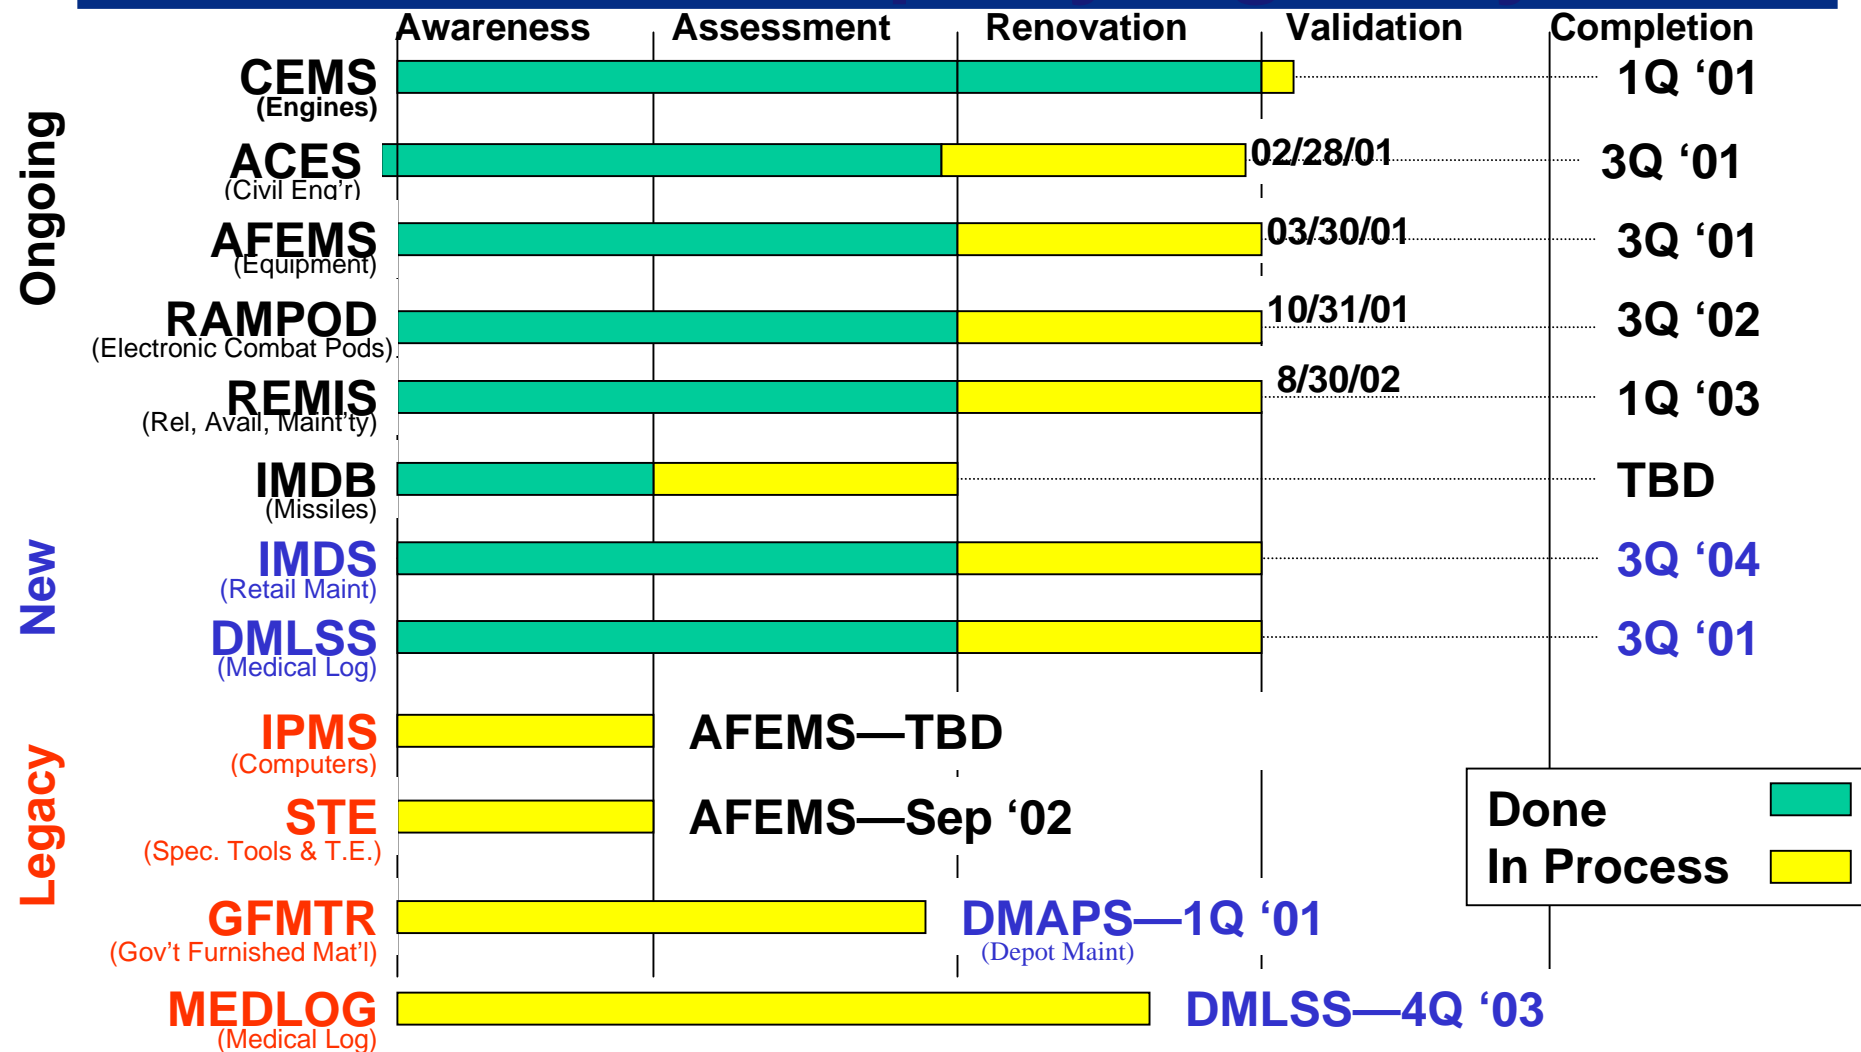 Awareness Assessment Renovation Validation Completion
Ongoing
CEMS 1Q ‘01
(Engines)
ACES 02/28/01 3Q ‘01
(Civil Eng'r)
AFEMS 03/30/01 3Q ‘01
(Equipment)
RAMPOD 10/31/01 3Q ‘02
(Electronic Combat Pods)
REMIS 8/30/02 1Q ‘03
(Rel, Avail, Maint'ty)
IMDB TBD
(Missiles)
New
IMDS 3Q ‘04
(Retail Maint)
DMLSS 3Q ‘01
(Medical Log)
Legacy
IPMS AFEMS—TBD
(Computers)
STE AFEMS—Sep ‘02
(Spec. Tools & T.E.)
GFMTR DMAPS—1Q ‘01
(Gov’t Furnished Mat’l) (Depot Maint)
MEDLOG DMLSS—4Q ‘03
(Medical Log)
Done
In Process